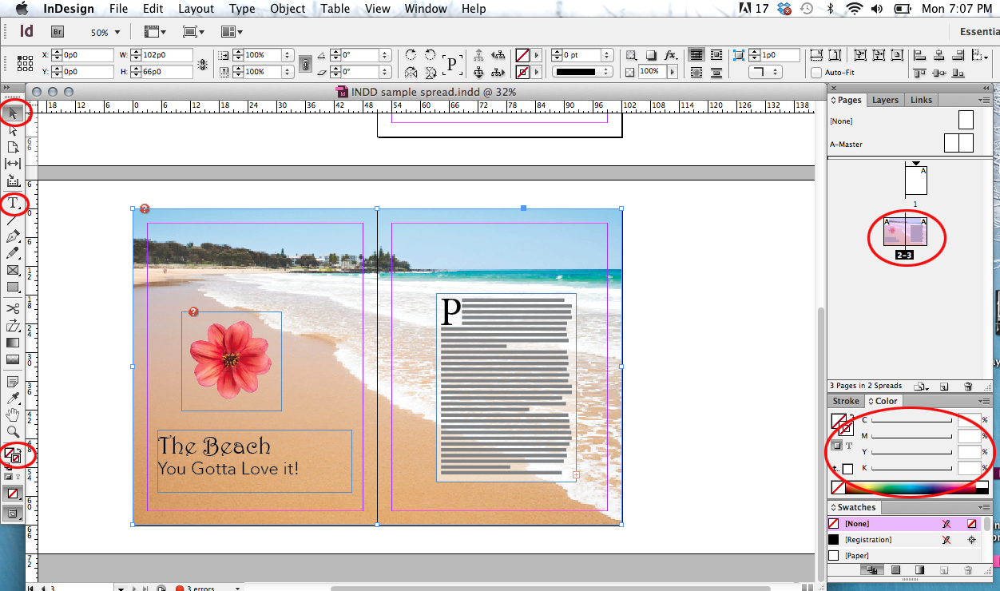 InDesign File Edit Layout Type Object Table View Window Help 17 Mon 7:07 PM
Id Br 50% Essentia
X: 0p0 W: 102p0 100% 0° P 0 pt fx. 1p0
Y: 0p0 H: 66p0 100% 0° 100% Auto-Fit
INDD sample spread.indd @ 32%
18 12 6 0 6 12 18 24 30 36 42 48 54 60 66 72 78 84 90 96 102 108 114 120 126 132 138
Pages Layers Links
[None]
A-Master
A
1
A A
2-3
T
P
The Beach
You Gotta Love it!
3 Pages in 2 Spreads
Stroke Color
C %
M %
T Y %
K %
Swatches
[None]
[Registration]
[Paper]
3 3 errors